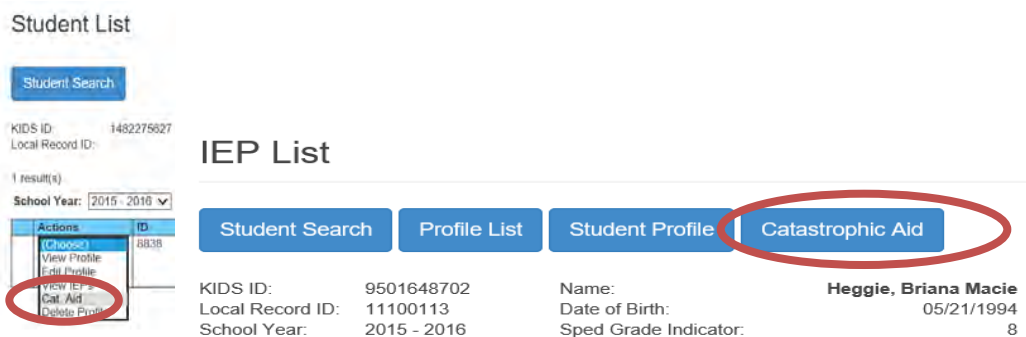 Student List
Student Search
KIDS ID: 1482275827
Local Record ID:
1 result(s)
School Year: 2015 - 2016
Actions ID
(Choose) 8838
View Profile
Edit Profile
View IEPs
Cat. Aid
Delete Profile
IEP List
Student Search Profile List Student Profile Catastrophic Aid
KIDS ID: 9501648702 Name: Heggie, Briana Macie
Local Record ID: 11100113 Date of Birth: 05/21/1994
School Year: 2015 - 2016 Sped Grade Indicator: 8